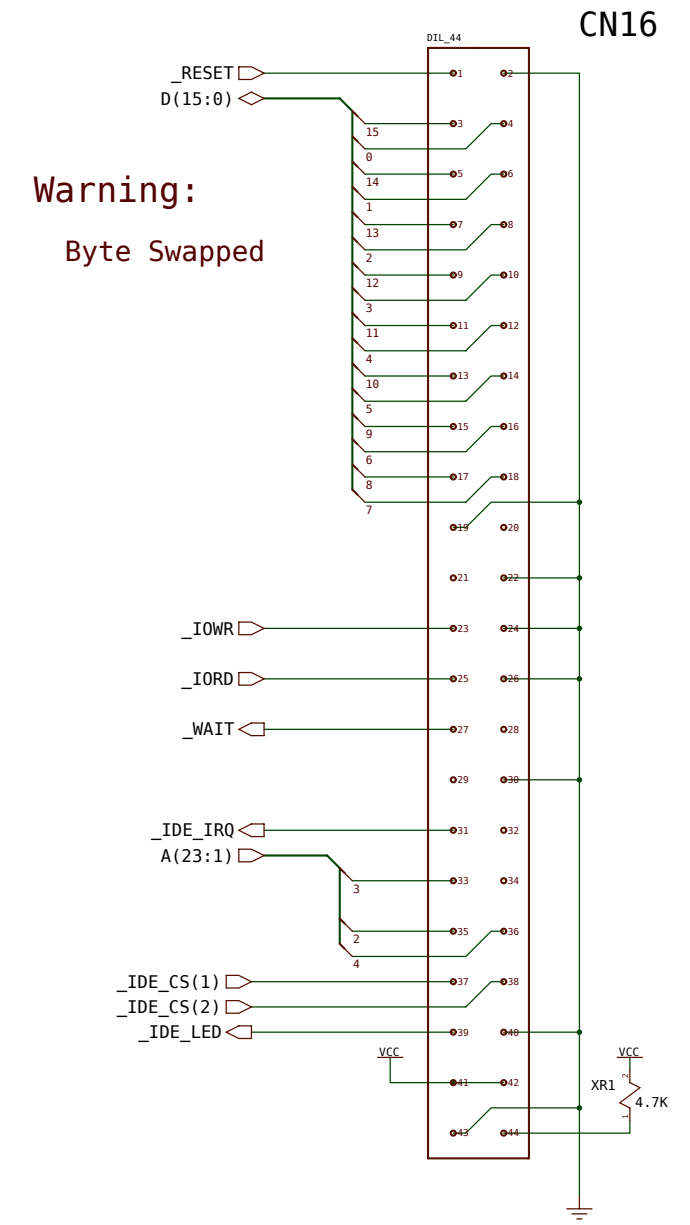 CN16
DIL_44
_RESET 1 2
D(15:0)
15 3 4
0
14 5 6
1
Warning:
13 7 8
2
Byte Swapped
12 9 10
3
11 11 12
4
10 13 14
5
9 15 16
6
8 17 18
7
19 20
21 22
_IOWR 23 24
_IORD 25 26
_WAIT 27 28
29 30
_IDE_IRQ 31 32
A(23:1)
3 33 34
2 35 36
4
_IDE_CS(1) 37 38
_IDE_CS(2)
_IDE_LED 39 40
VCC VCC
41 42 XR1 2
4.7K
1
43 44